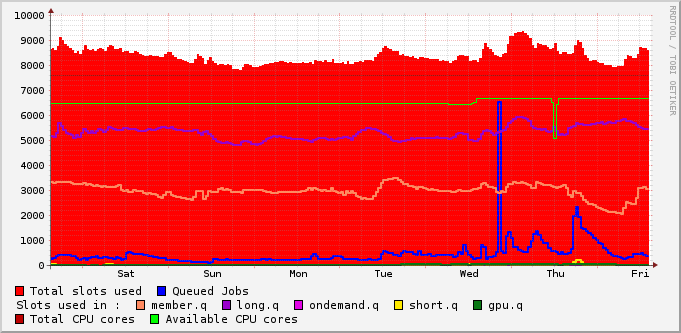 10000
9000
8000
7000
6000
5000
4000
3000
2000
1000
0
Sat Sun Mon Tue Wed Thu Fri
RRDTOOL / TOBI OETIKER
Total slots used Queued Jobs
Slots used in : member.q long.q ondemand.q short.q gpu.q
Total CPU cores Available CPU cores